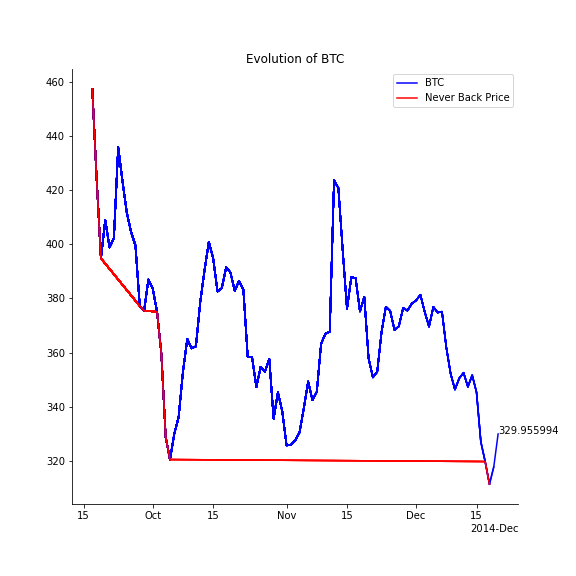 Evolution of BTC
BTC
Never Back Price
460
440
420
400
380
360
340
320
329.955994
15
Oct
15
Nov
15
Dec
15
2014-Dec